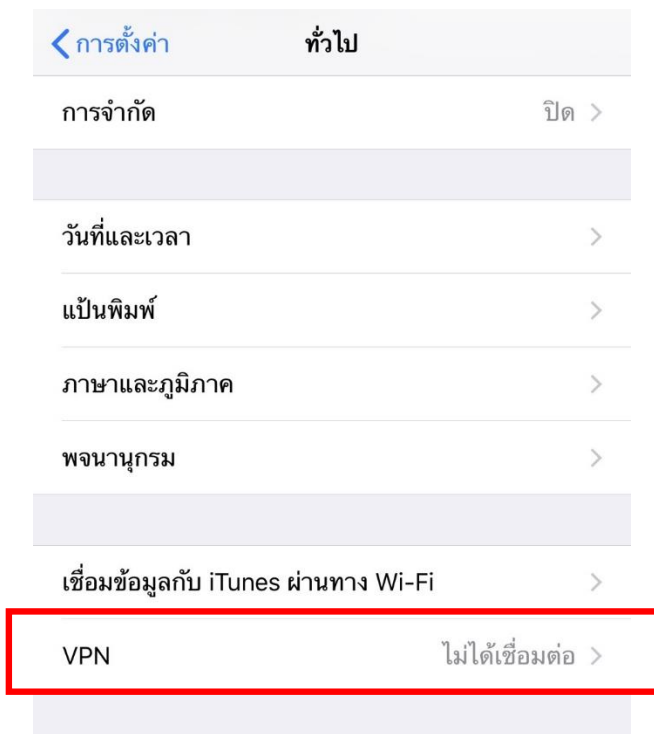 การตั้งค่า ทั่วไป
การจำกัด ปิด
วันที่และเวลา
แป้นพิมพ์
ภาษาและภูมิภาค
พจนานุกรม
เชื่อมข้อมูลกับ iTunes ผ่านทาง Wi-Fi
VPN ไม่ได้เชื่อมต่อ